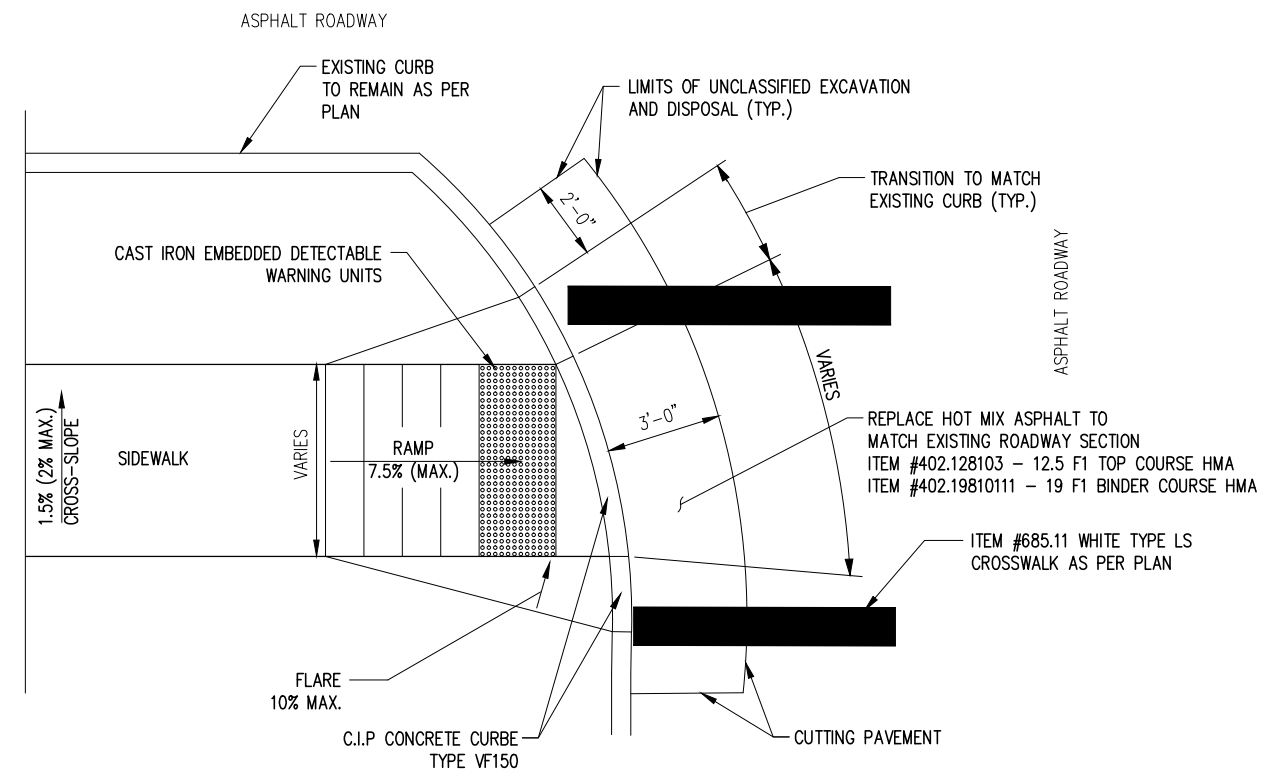 ASPHALT ROADWAY
EXISTING CURB
TO REMAIN AS PER
PLAN
LIMITS OF UNCLASSIFIED EXCAVATION
AND DISPOSAL (TYP.)
2'-0"
TRANSITION TO MATCH
EXISTING CURB (TYP.)
ASPHALT ROADWAY
CAST IRON EMBEDDED DETECTABLE
WARNING UNITS
VARIES
3'-0"
REPLACE HOT MIX ASPHALT TO
MATCH EXISTING ROADWAY SECTION
ITEM #402.128103 – 12.5 F1 TOP COURSE HMA
ITEM #402.19810111 – 19 F1 BINDER COURSE HMA
1.5% (2% MAX.)
CROSS-SLOPE
SIDEWALK
VARIES
RAMP
7.5% (MAX.)
ITEM #685.11 WHITE TYPE LS
CROSSWALK AS PER PLAN
FLARE
10% MAX.
C.I.P CONCRETE CURBE
TYPE VF150
CUTTING PAVEMENT